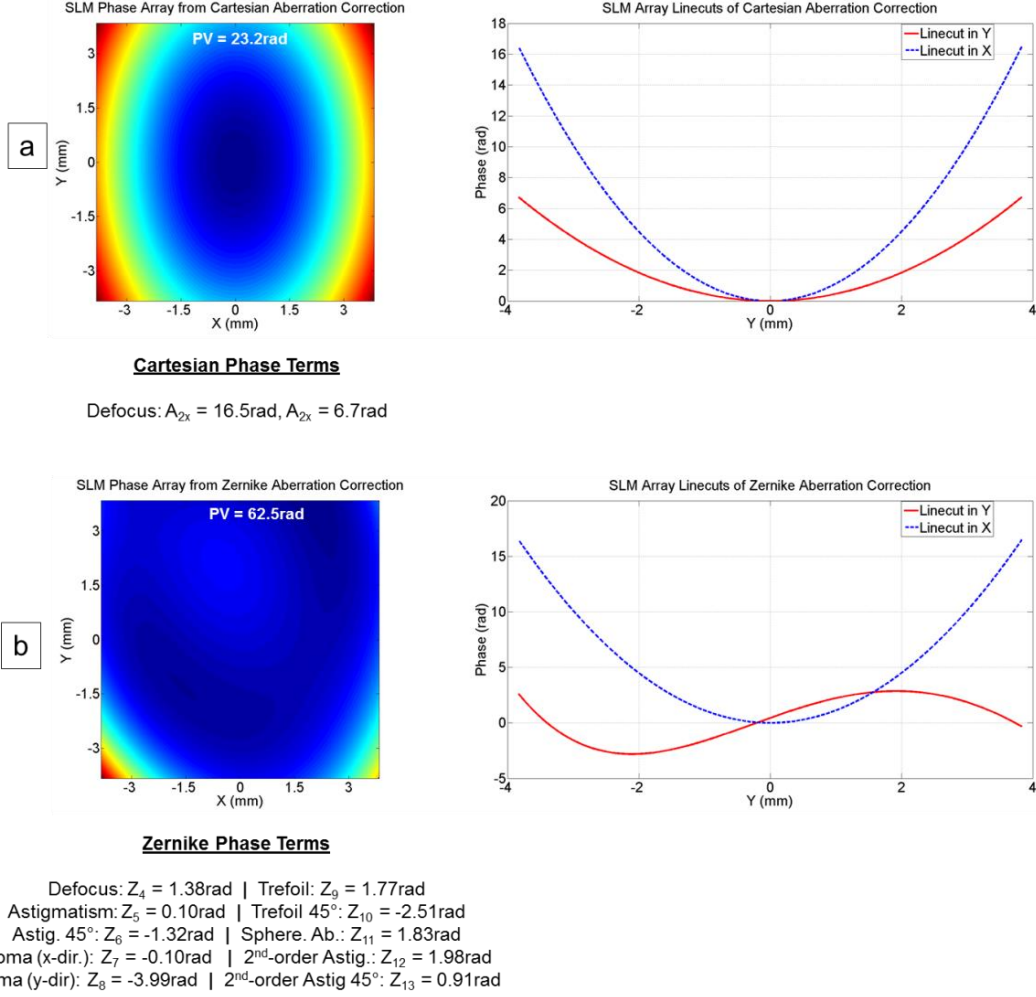 SLM Phase Array from Cartesian Aberration Correction
PV = 23.2rad
a
Y (mm)
3
1.5
0
-1.5
-3
-3 -1.5 0 1.5 3
X (mm)
SLM Array Linecuts of Cartesian Aberration Correction
Linecut in Y
Linecut in X
Phase (rad)
18
16
14
12
10
8
6
4
2
0
-4 -2 0 2 4
Y (mm)
Cartesian Phase Terms
Defocus: A2x = 16.5rad, A2x = 6.7rad
SLM Phase Array from Zernike Aberration Correction
PV = 62.5rad
b
Y (mm)
3
1.5
0
-1.5
-3
-3 -1.5 0 1.5 3
X (mm)
SLM Array Linecuts of Zernike Aberration Correction
Linecut in Y
Linecut in X
Phase (rad)
20
15
10
5
0
-5
-4 -2 0 2 4
Y (mm)
Zernike Phase Terms
Defocus: Z4 = 1.38rad | Trefoil: Z9 = 1.77rad
Astigmatism: Z5 = 0.10rad | Trefoil 45°: Z10 = -2.51rad
Astig. 45°: Z6 = -1.32rad | Sphere. Ab.: Z11 = 1.83rad
(x-dir.): Z7 = -0.10rad | 2nd-order Astig.: Z12 = 1.98rad
(y-dir): Z8 = -3.99rad | 2nd-order Astig 45°: Z13 = 0.91rad